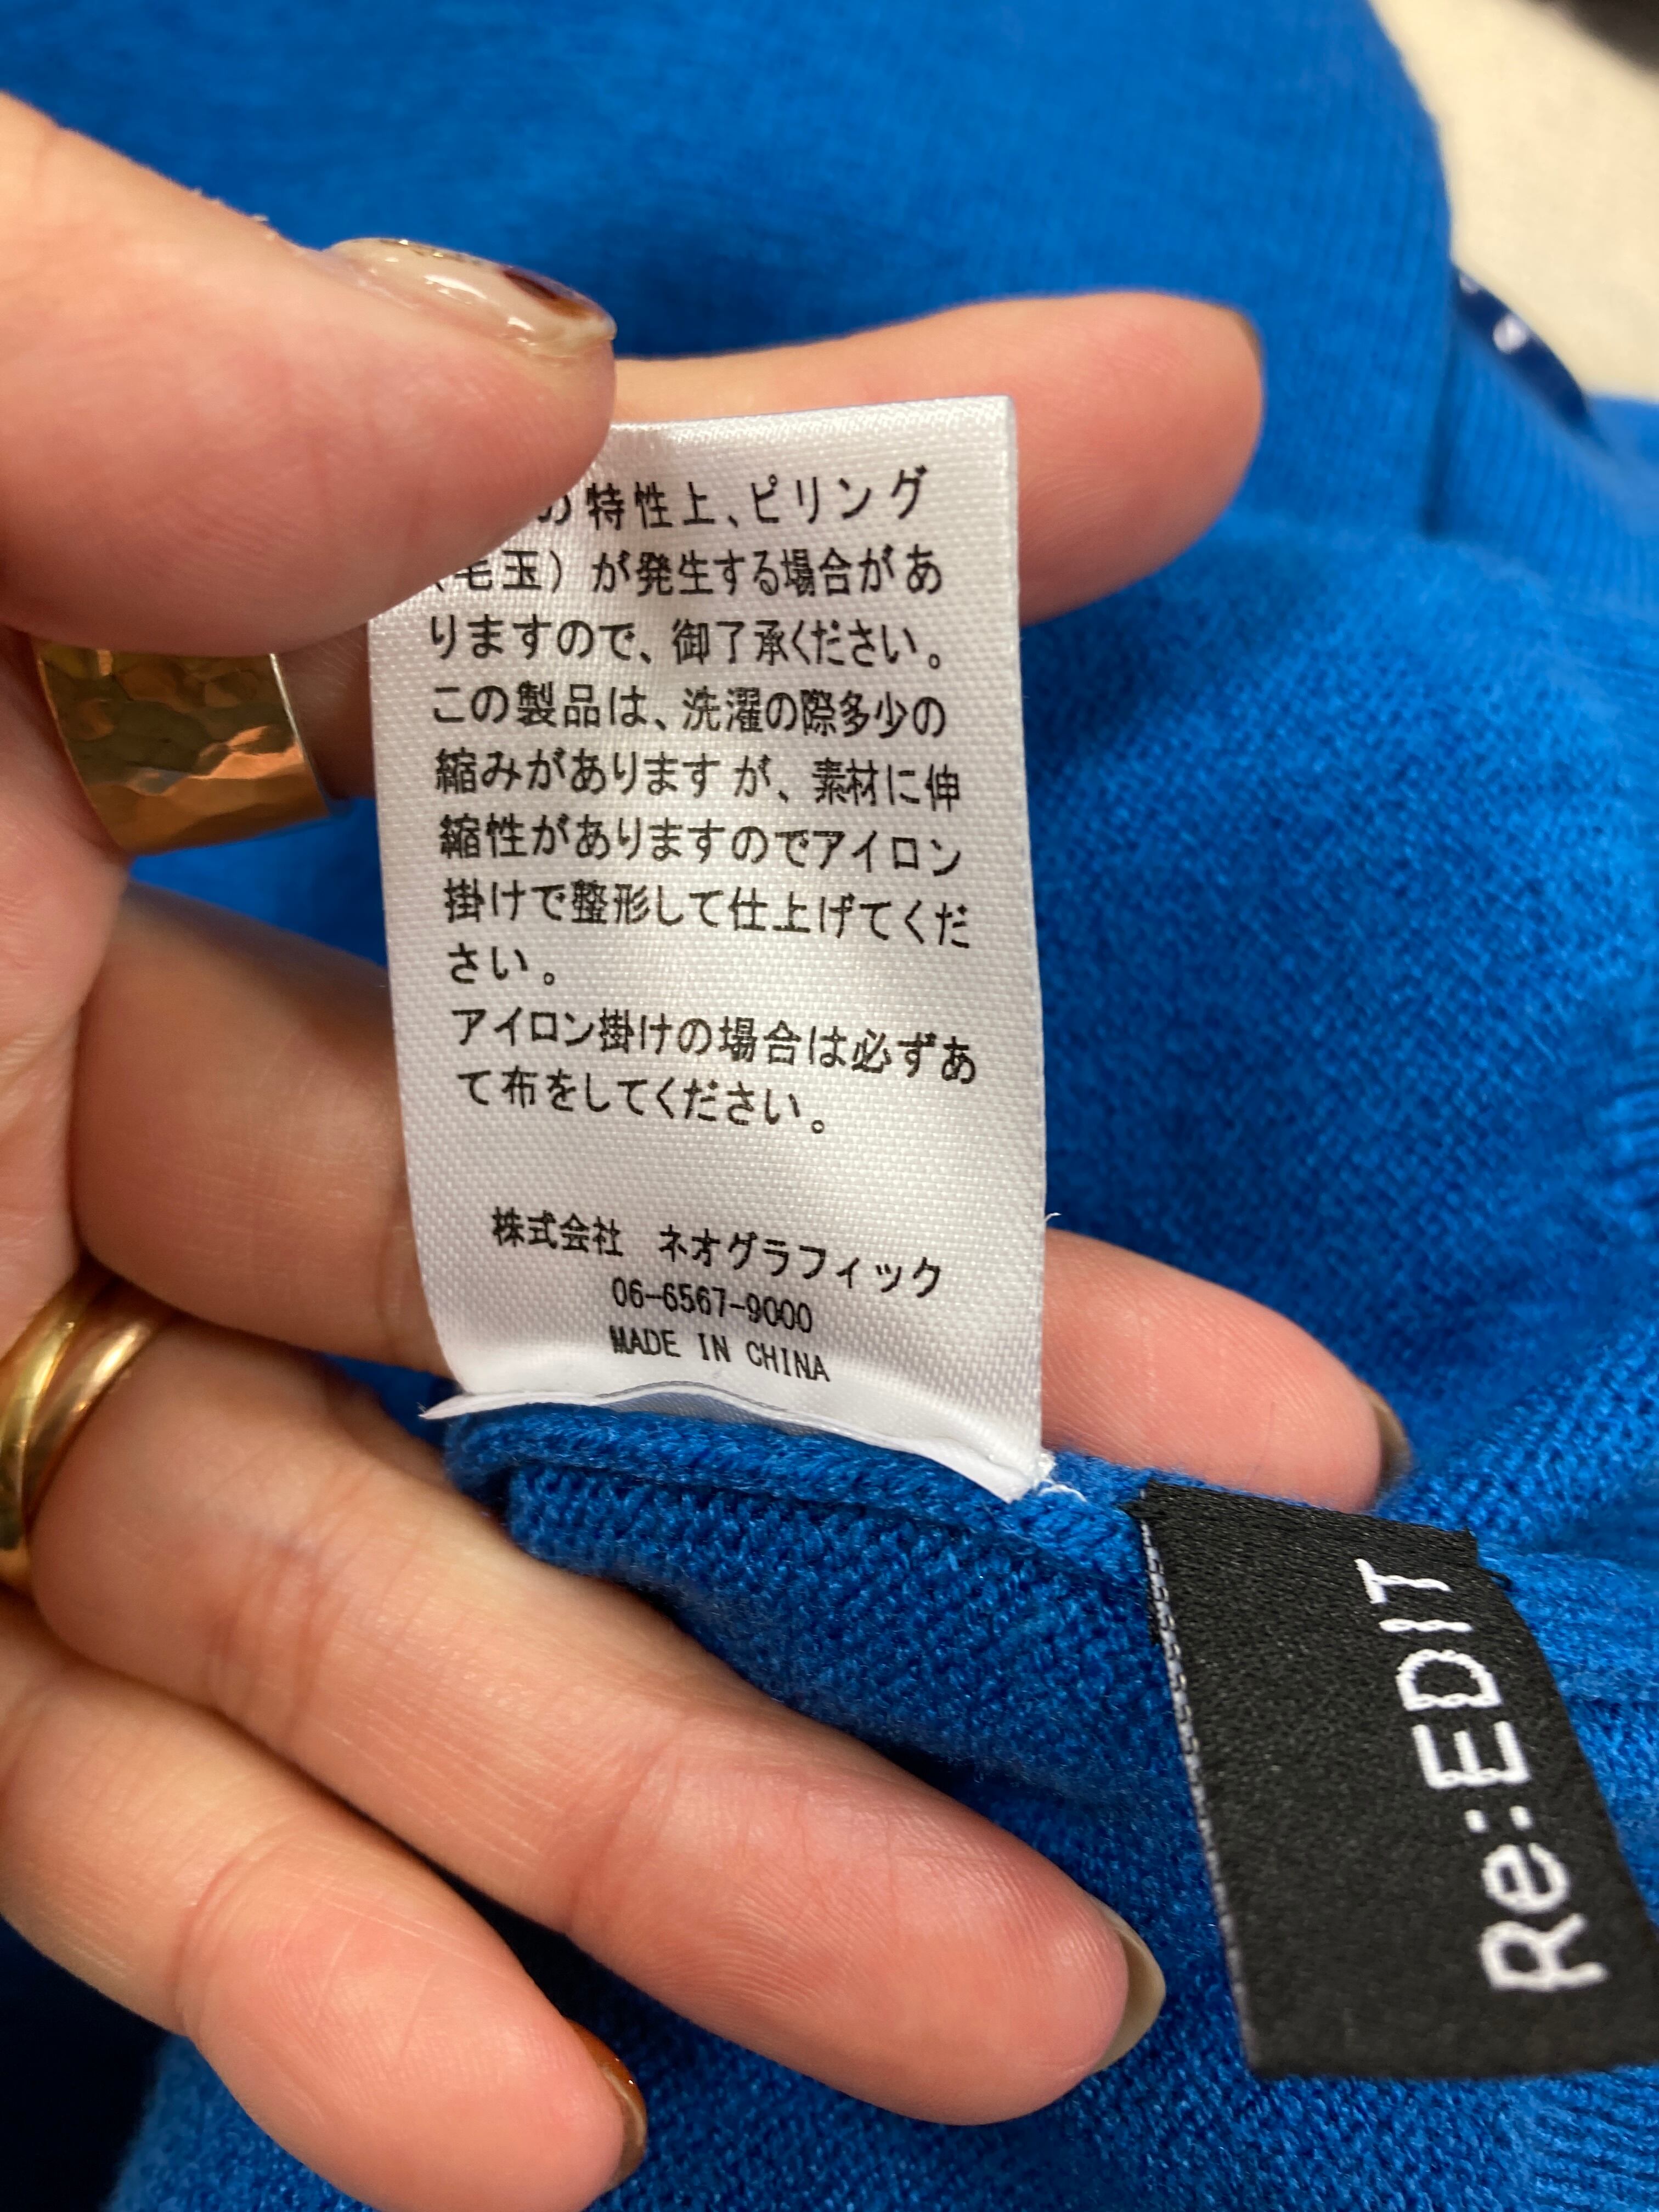 の特性上、ピリング
(毛玉) が発生する場合があ
りますので、御了承ください。
この製品は、洗濯の際多少の
縮みがありますが、素材に伸
縮性がありますのでアイロン
掛けで整形して仕上げてくだ
さい。
アイロン掛けの場合は必ずあ
て布をしてください。
株式会社 ネオグラフィック
06-6567-9000
MADE IN CHINA
Re:EDIT